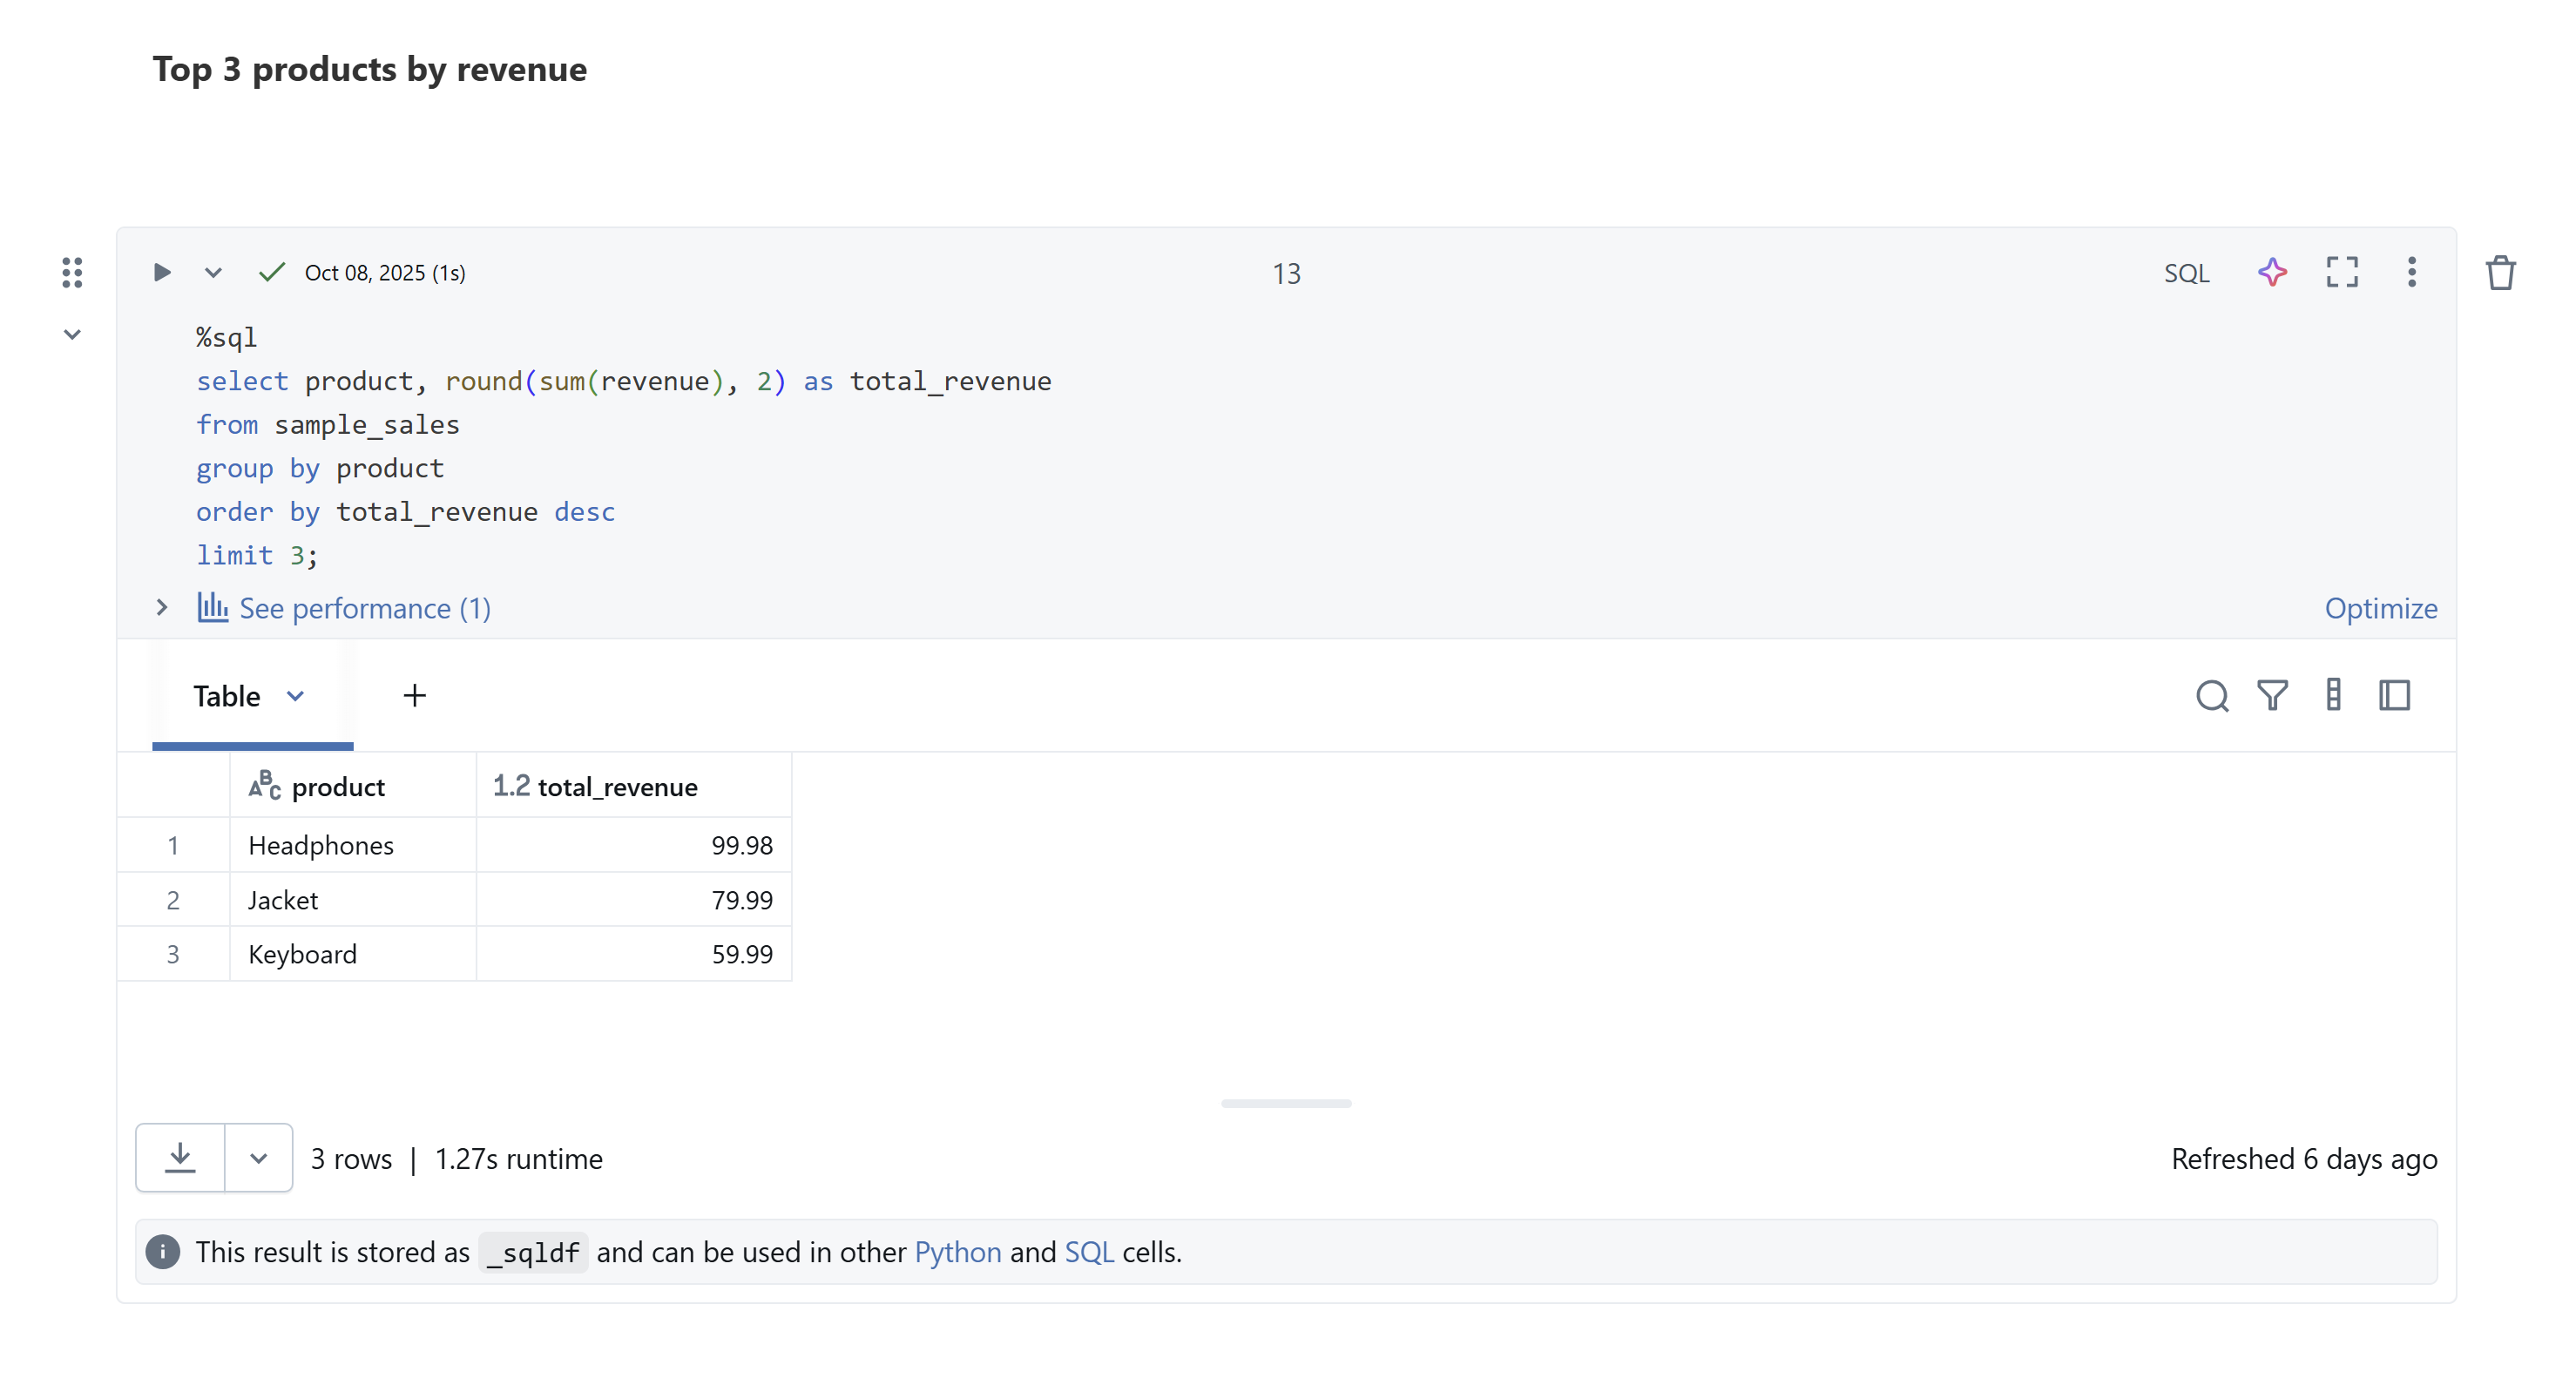 Top 3 products by revenue
Oct 08, 2025 (1s)
13
SQL
%sql
select product, round(sum(revenue), 2) as total_revenue
from sample_sales
group by product
order by total_revenue desc
limit 3;
See performance (1)
Optimize
Table
ABC product 1.2 total_revenue
1 Headphones 99.98
2 Jacket 79.99
3 Keyboard 59.99
3 rows | 1.27s runtime
Refreshed 6 days ago
This result is stored as _sqldf and can be used in other Python and SQL cells.